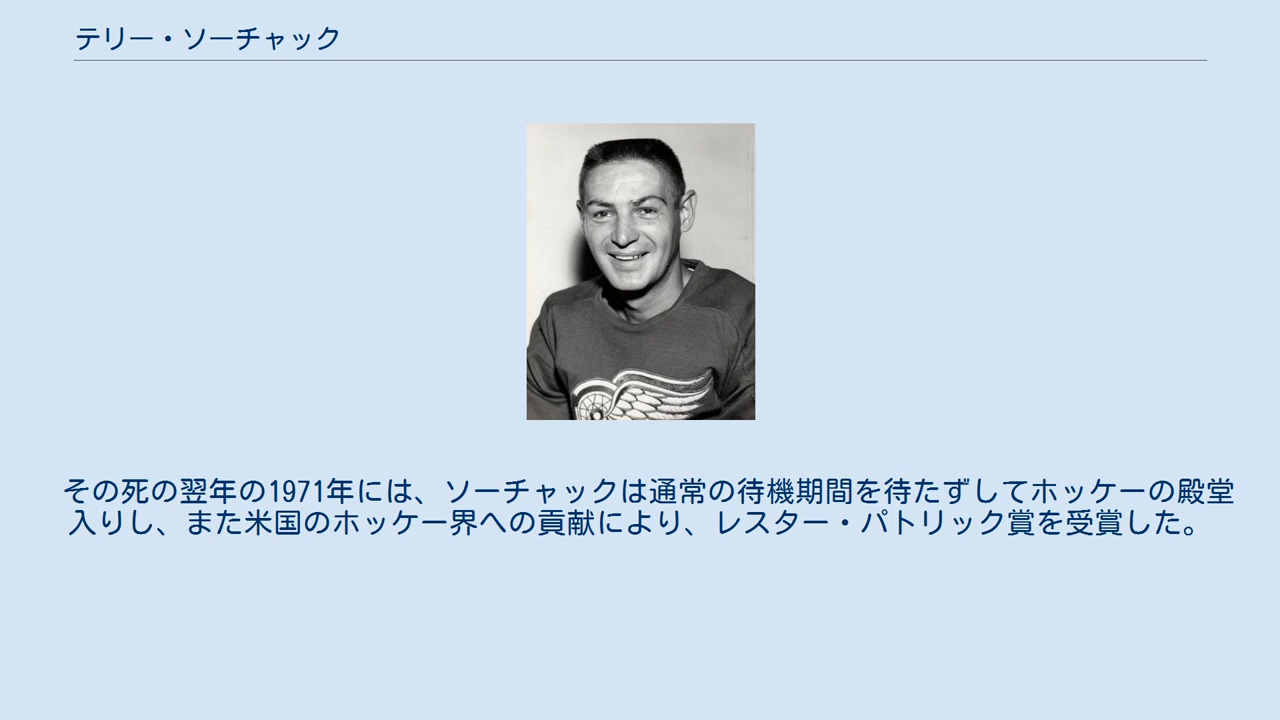 テリー・ソーチャック
その死の翌年の1971年には、ソーチャックは通常の待機期間を待たずしてホッケーの殿堂
入りし、また米国のホッケー界への貢献により、レスター・パトリック賞を受賞した。